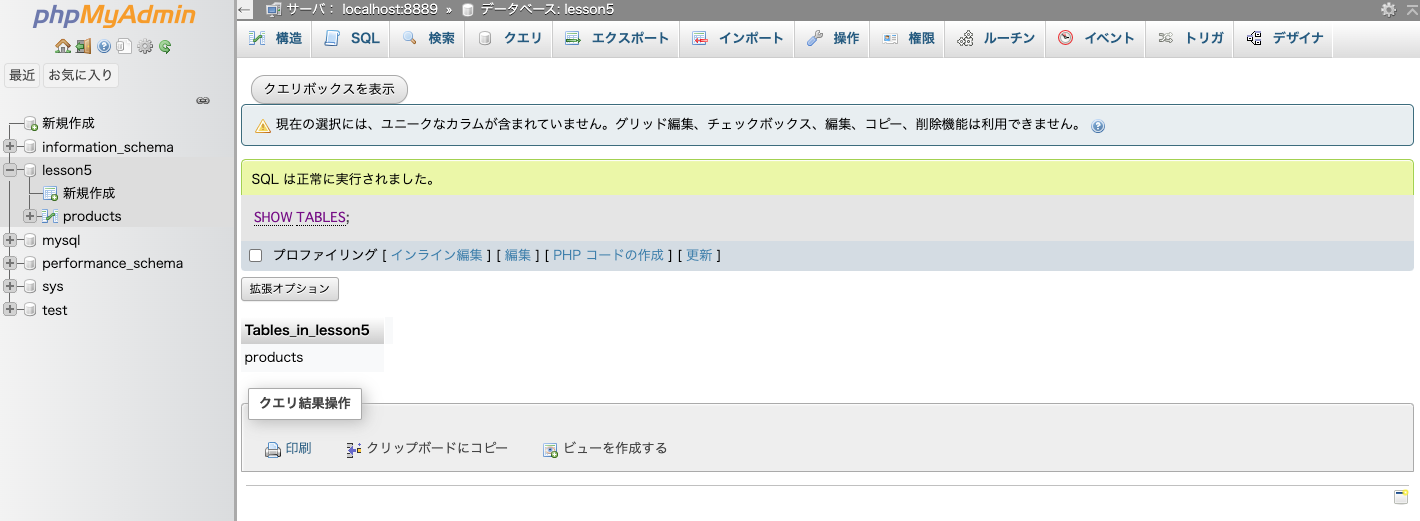 phpMyAdmin
最近 お気に入り
新規作成
information_schema
lesson5
新規作成
products
mysql
performance_schema
sys
test
← サーバ: localhost:8889 » データベース: lesson5
構造 SQL 検索 クエリ エクスポート インポート 操作 権限 ルーチン イベント トリガ デザイナ
クエリボックスを表示
現在の選択には、ユニークなカラムが含まれていません。グリッド編集、チェックボックス、編集、コピー、削除機能は利用できません。
SQL は正常に実行されました。
SHOW TABLES;
プロファイリング [ インライン編集 ] [ 編集 ] [ PHP コードの作成 ] [ 更新 ]
拡張オプション
Tables_in_lesson5
products
クエリ結果操作
印刷 クリップボードにコピー ビューを作成する